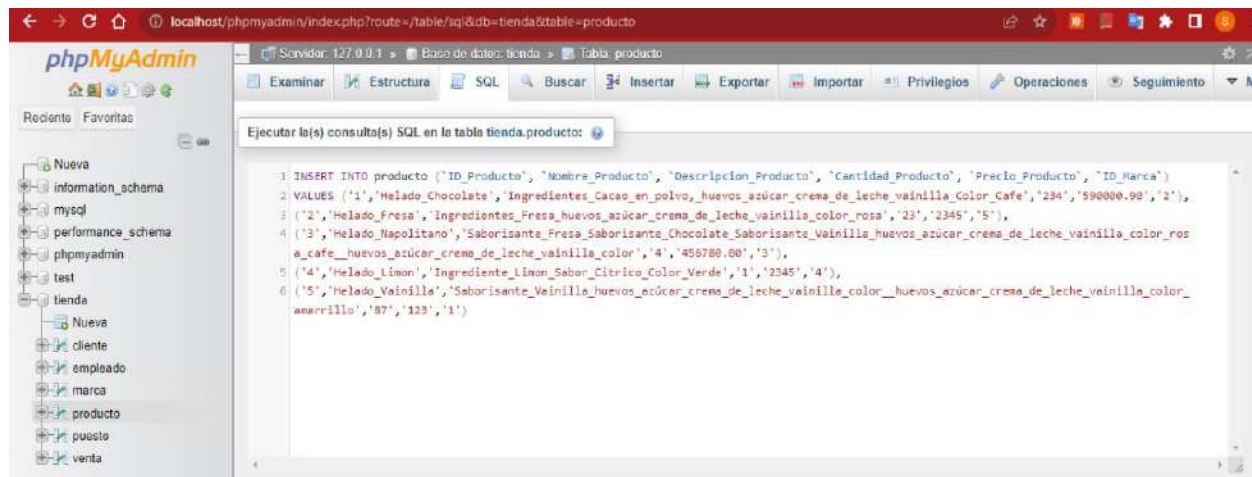 localhost/phpmyadmin/index.php?route=/table/sql&db=tienda&table=producto
phpMyAdmin
Servidor: 127.0.0.1 » Base de datos: tienda » Tabla: producto
Examinar Estructura SQL Buscar Insertar Exportar Importar Privilegios Operaciones Seguimiento
Reciente Favoritas
Ejecutar la(s) consulta(s) SQL en la tabla tienda.producto:
Nueva
information_schema
mysql
performance_schema
phpmyadmin
test
tienda
Nueva
cliente
empleado
marca
producto
puesto
venta
1 INSERT INTO producto (`ID_Producto`, `Nombre_Producto`, `Descripcion_Producto`, `Cantidad_Producto`, `Precio_Producto`, `ID_Marca`)
2 VALUES ('1','Helado_Chocolate','Ingredientes_Cacao_en_polvo,_huevos_azúcar_crema_de_leche_vainilla_Color_Cafe','234','590000.90','2'),
3 ('2','Helado_Fresa','Ingredientes_Fresa_huevos_azúcar_crema_de_leche_vainilla_color_rosa','23','2345','5'),
4 ('3','Helado_Napolitano','Saborisante_Fresa_Saborisante_Chocolate_Saborisante_Vainilla_huevos_azúcar_crema_de_leche_vainilla_color_ros
a_cafe__huevos_azúcar_crema_de_leche_vainilla_color','4','456780.80','3'),
5 ('4','Helado_Limon','Ingrediente_Limon_Sabor_Citrico_Color_Verde','1','2345','4'),
6 ('5','Helado_Vainilla','Saborisante_Vainilla_huevos_azúcar_crema_de_leche_vainilla_color__huevos_azúcar_crema_de_leche_vainilla_color_
amarrillo','87','123','1')